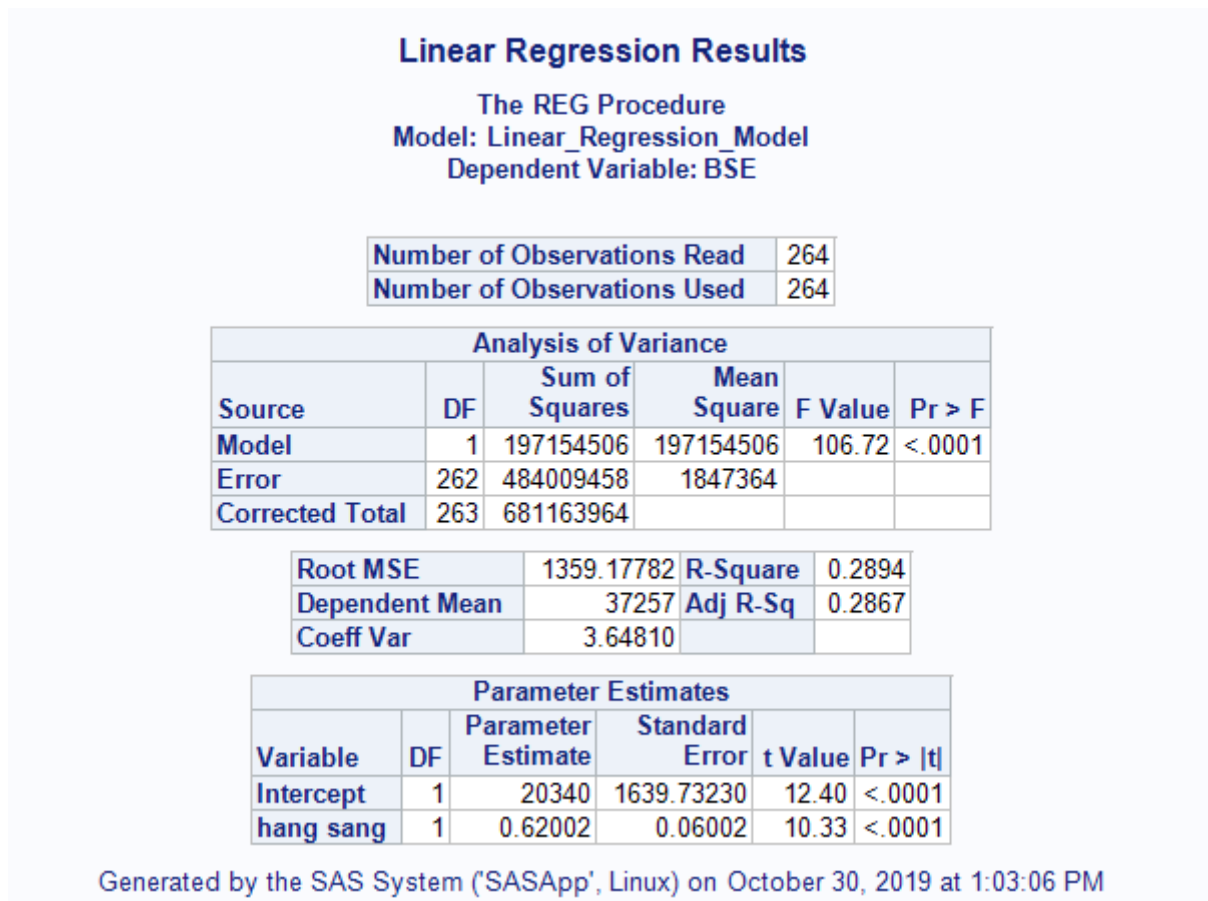 Linear Regression Results
The REG Procedure
Model: Linear_Regression_Model
Dependent Variable: BSE
Number of Observations Read 264
Number of Observations Used 264
Analysis of Variance
Source DF Sum of Squares Mean Square F Value Pr > F
Model 1 197154506 197154506 106.72 <.0001
Error 262 484009458 1847364
Corrected Total 263 681163964
Root MSE 1359.17782 R-Square 0.2894
Dependent Mean 37257 Adj R-Sq 0.2867
Coeff Var 3.64810
Parameter Estimates
Variable DF Parameter Estimate Standard Error t Value Pr > |t|
Intercept 1 20340 1639.73230 12.40 <.0001
hang sang 1 0.62002 0.06002 10.33 <.0001
Generated by the SAS System ('SASApp', Linux) on October 30, 2019 at 1:03:06 PM